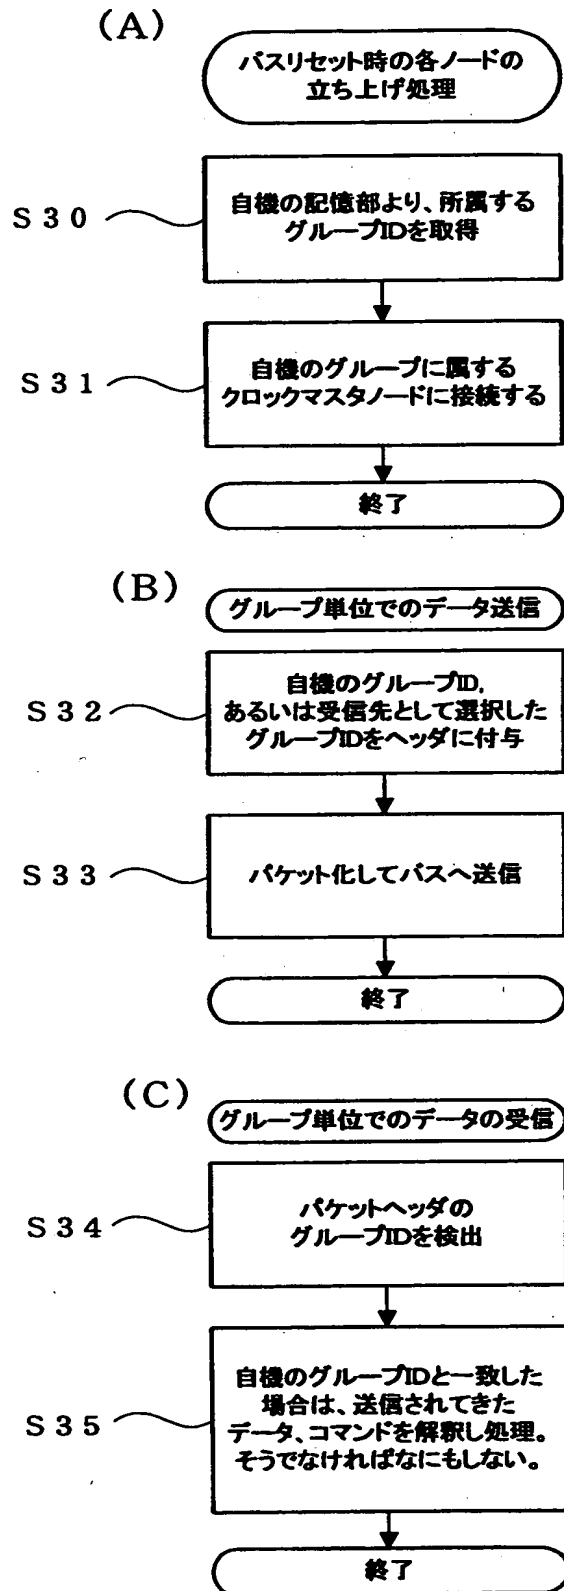 (A)
バスリセット時の各ノードの
立ち上げ処理
S30
自機の記憶部より、所属する
グループIDを取得
S31
自機のグループに属する
クロックマスタノードに接続する
終了
(B)
グループ単位でのデータ送信
S32
自機のグループID,
あるいは受信先として選択した
グループIDをヘッダに付与
S33
パケット化してバスへ送信
終了
(C)
グループ単位でのデータの受信
S34
パケットヘッダの
グループIDを検出
S35
自機のグループIDと一致した
場合は、送信されてきた
データ、コマンドを解釈し処理。
そうでなければなにもしない。
終了